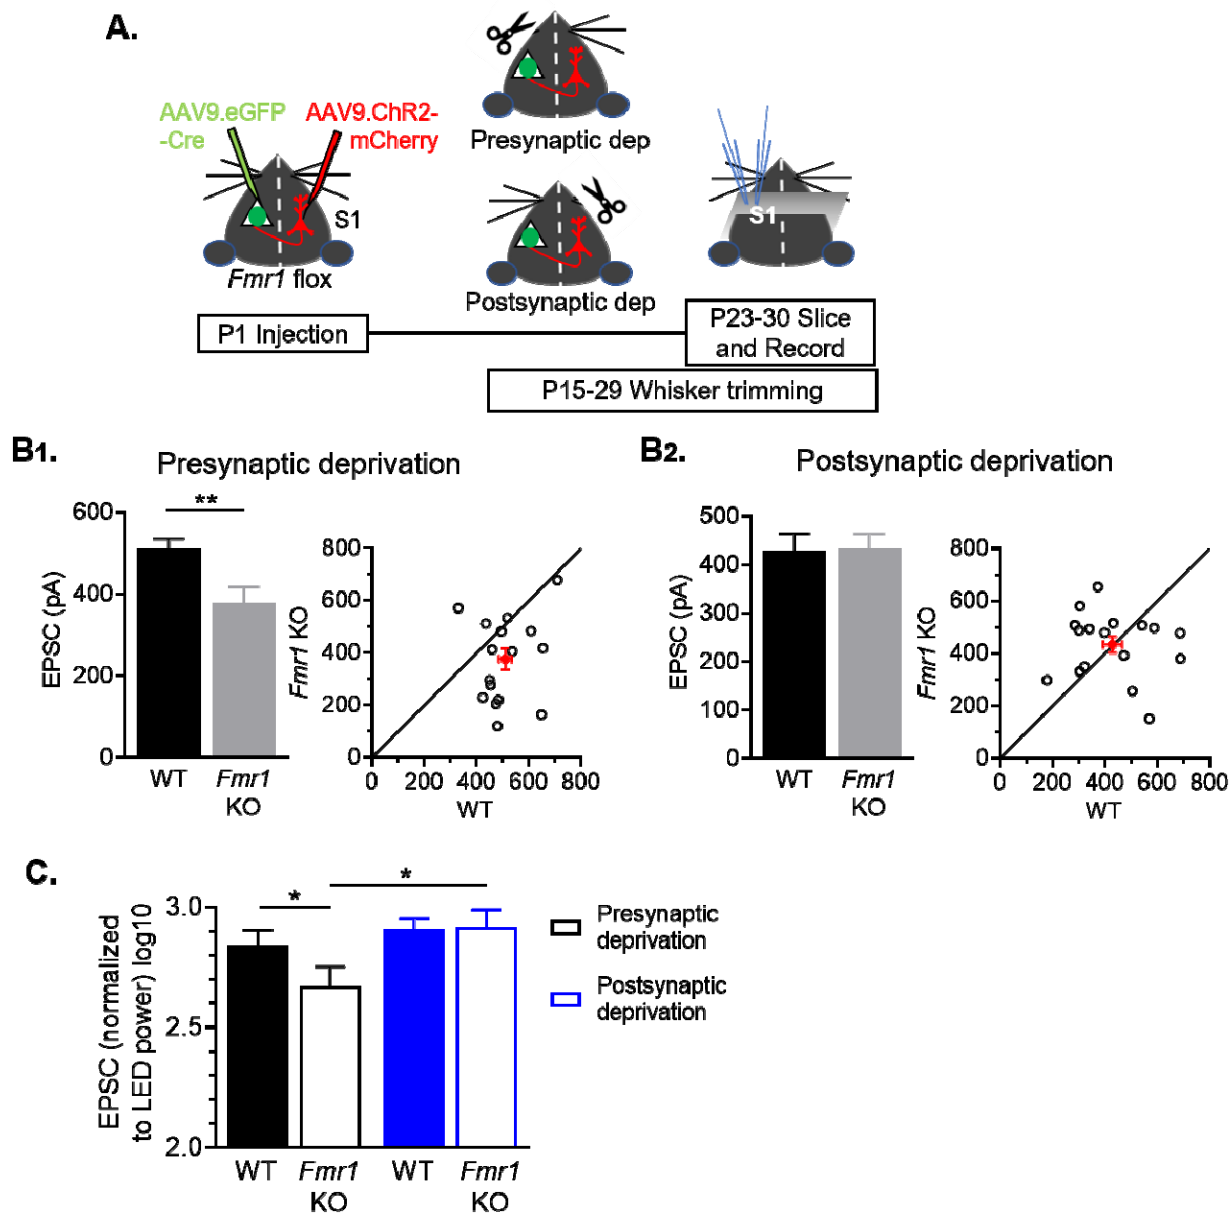 A.
AAV9.eGFP
-Cre
AAV9.ChR2-
mCherry
S1
Fmr1 flox
Presynaptic dep
Postsynaptic dep
S1
P1 Injection
P23-30 Slice
and Record
P15-29 Whisker trimming
B1.
Presynaptic deprivation
**
600
400
200
0
EPSC (pA)
WT
Fmr1
KO
800
600
400
200
0
Fmr1 KO
0 200 400 600 800
WT
B2.
Postsynaptic deprivation
500
400
300
200
100
0
EPSC (pA)
WT
Fmr1
KO
800
600
400
200
0
Fmr1 KO
0 200 400 600 800
WT
C.
*
*
3.0
2.5
2.0
EPSC (normalized
to LED power) log10
WT
Fmr1
KO
WT
Fmr1
KO
Presynaptic
deprivation
Postsynaptic
deprivation